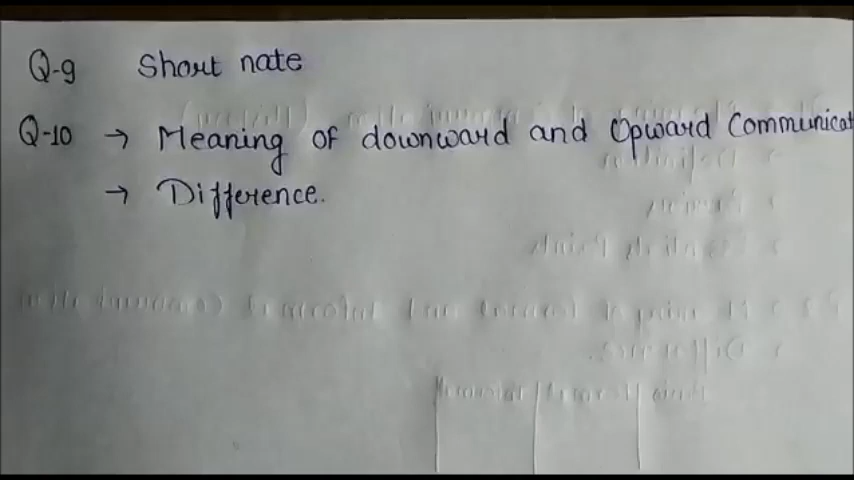 Q-9 Short nate
Q-10 → Meaning of downward and Upward Communicat
→ Difference.